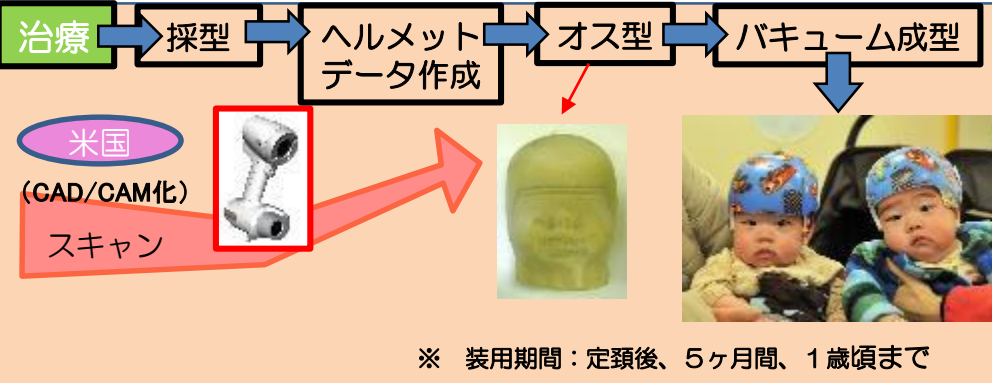 治療
採型
ヘルメット
データ作成
オス型
バキューム成型
米国
(CAD/CAM化)
スキャン
※　装用期間：定頚後、５ヶ月間、１歳頃まで